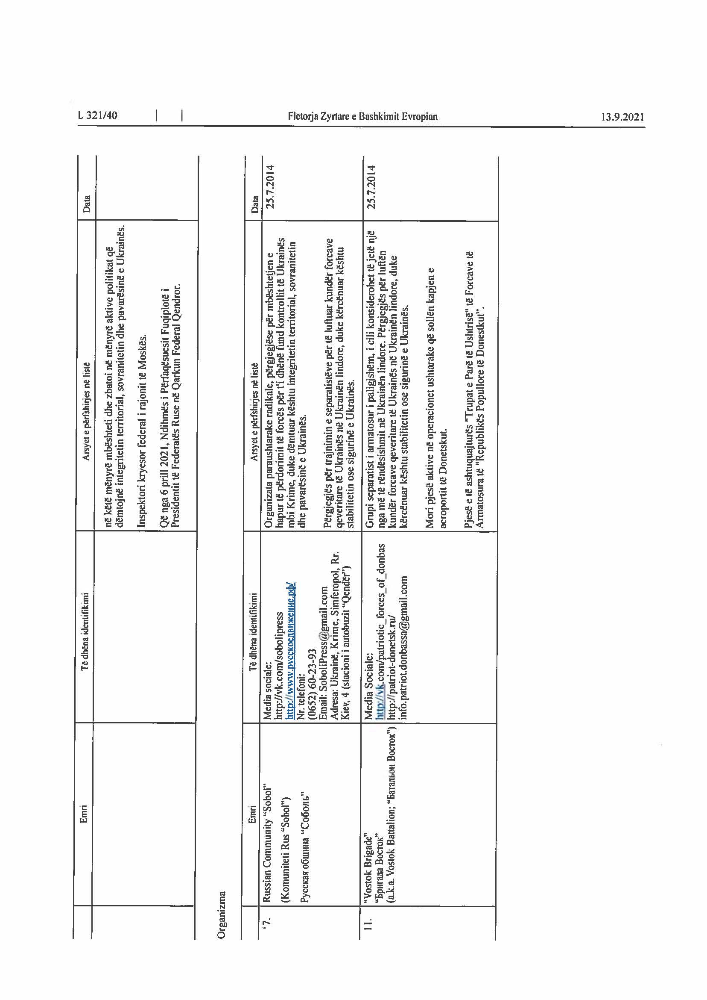 L 321/40 | | Fletorja Zyrtare e Bashkimit Evropian 13.9.2021
Emri Të dhëna identifikimi Arsyet e përfshirjes në listë Data
në këtë mënyrë mbështeti dhe zbatoi në mënyrë aktive politikat që
dëmtojnë integritetin territorial, sovranitetin dhe pavarësinë e Ukrainës.
Inspektori kryesor federal i rajonit të Moskës.
Që nga 6 prill 2021, Ndihmës i Përfaqësuesit Fuqiplotë i
Presidentit të Federatës Ruse në Qarkun Federal Qendror.
Organizma
Emri Të dhëna identifikimi Arsyet e përfshirjes në listë Data
‘7.
Russian Community “Sobol”
(Komuniteti Rus “Sobol”)
Русская община “Соболь”
Media sociale:
http://vk.com/sobolipress
http://www.русскоедвижение.рф/
Nr. telefoni:
(0652) 60-23-93
Email: SoboliPress@gmail.com
Adresa: Ukrainë, Krime, Simferopol, Rr.
Kiev, 4 (stacioni i autobuzit “Qendër”)
Organizata paraushtarake radikale, përgjegjëse për mbështetjen e
hapur të përdorimit të forcës për t'i dhënë fund kontrollit të Ukrainës
mbi Krime, duke dëmtuar kështu integritetin territorial, sovranitetin
dhe pavarësinë e Ukrainës.
Përgjegjës për trajnimin e separatistëve për të luftuar kundër forcave
qeveritare të Ukrainës në Ukrainën lindore, duke kërcënuar kështu
stabilitetin ose sigurinë e Ukrainës.
25.7.2014
11.
“Vostok Brigade”
“Бригада Восток”
(a.k.a. Vostok Battalion; “Батальон Восток”)
Media Sociale:
http://vk.com/patriotic_forces_of_donbas
http://patriot-donetsk.ru/
info.patriot.donbassa@gmail.com
Grupi separatist i armatosur i paligjshëm, i cili konsiderohet të jetë një
nga më të rëndësishmit në Ukrainën lindore. Përgjegjës për luftën
kundër forcave qeveritare të Ukrainës në Ukrainën lindore, duke
kërcënuar kështu stabilitetin ose sigurinë e Ukrainës.
Mori pjesë aktive në operacionet ushtarake që sollën kapjen e
aeroportit të Donetskut.
Pjesë e të ashtuquajturës "Trupat e Parë të Ushtrisë" të Forcave të
Armatosura të "Republikës Popullore të Donestkut”.
25.7.2014